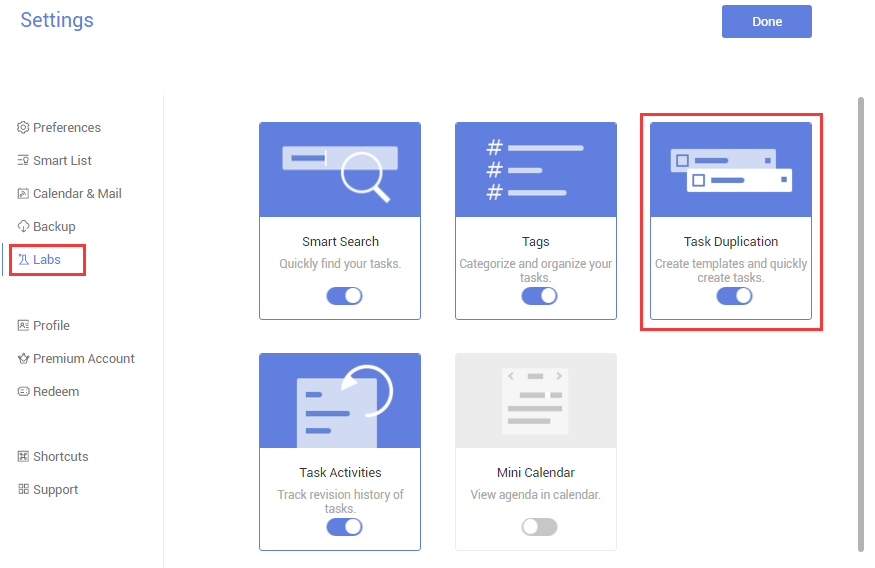 Settings
Done
Preferences
Smart List
Calendar & Mail
Backup
Labs
Profile
Premium Account
Redeem
Shortcuts
Support
Smart Search
Quickly find your tasks.
#
#
#
Tags
Categorize and organize your
tasks.
Task Duplication
Create templates and quickly
create tasks.
Task Activities
Track revision history of
tasks.
Mini Calendar
View agenda in calendar.